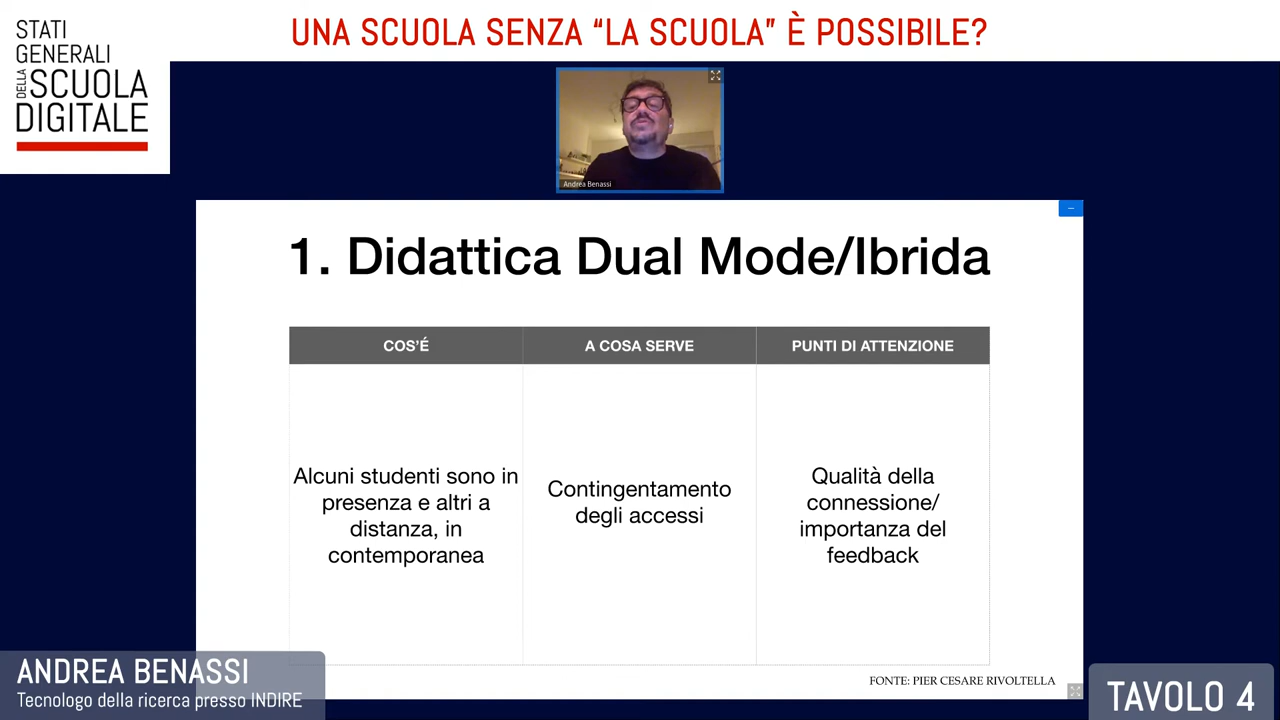 STATI
GENERALI
DELLA SCUOLA
DIGITALE
UNA SCUOLA SENZA “LA SCUOLA” È POSSIBILE?
Andrea Benassi
1. Didattica Dual Mode/Ibrida
COS'É
A COSA SERVE
PUNTI DI ATTENZIONE
Alcuni studenti sono in
presenza e altri a
distanza, in
contemporanea
Contingentamento
degli accessi
Qualità della
connessione/
importanza del
feedback
FONTE: PIER CESARE RIVOLTELLA
ANDREA BENASSI
Tecnologo della ricerca presso INDIRE
TAVOLO 4